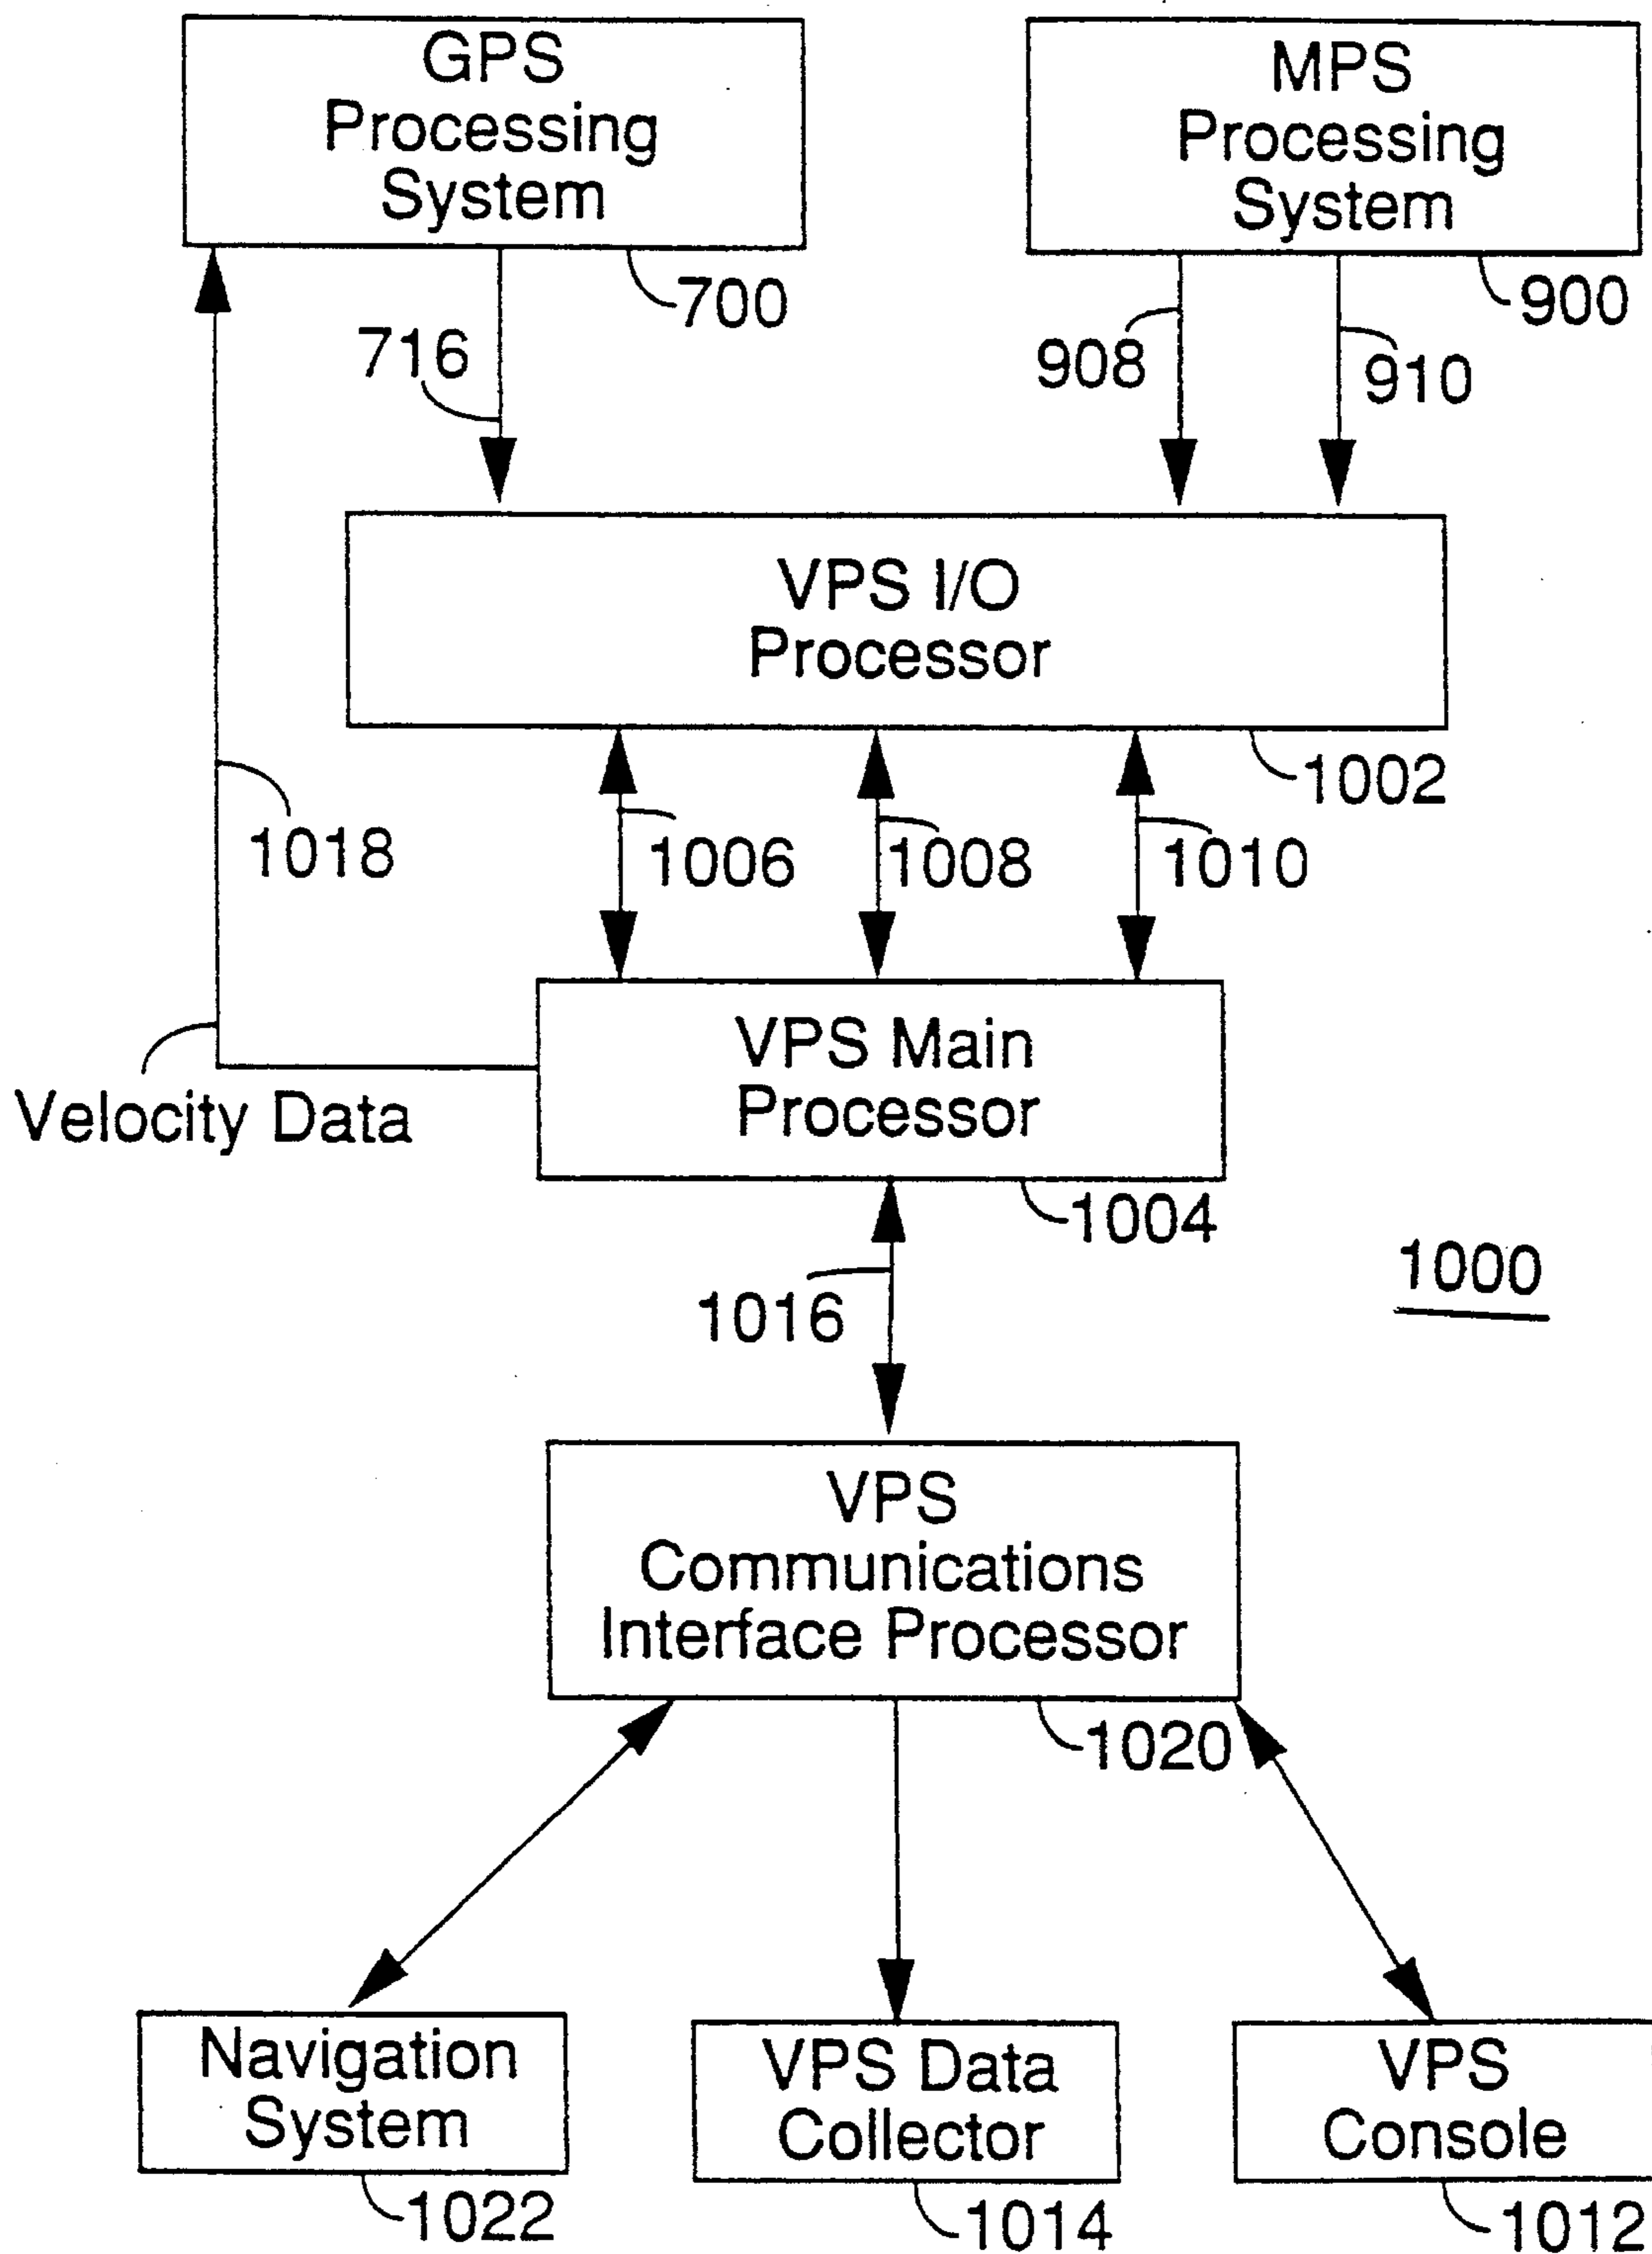 GPS
Processing
System
MPS
Processing
System
700
900
716
908
910
VPS I/O
Processor
1002
1018
1006
1008
1010
VPS Main
Processor
Velocity Data
1004
1000
1016
VPS
Communications
Interface Processor
1020
Navigation
System
VPS Data
Collector
VPS
Console
1022
1014
1012